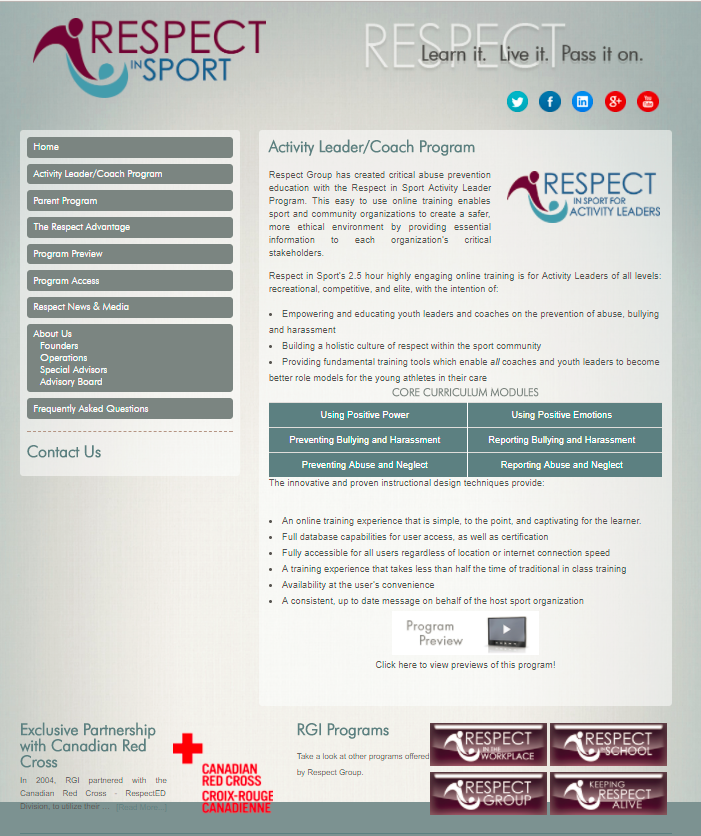 RESPECT
IN SPORT
RESPECT
Learn it. Live it. Pass it on.
Home
Activity Leader/Coach Program
Parent Program
The Respect Advantage
Program Preview
Program Access
Respect News & Media
About Us
Founders
Operations
Special Advisors
Advisory Board
Frequently Asked Questions
Contact Us
Activity Leader/Coach Program
Respect Group has created critical abuse prevention
education with the Respect in Sport Activity Leader
Program. This easy to use online training enables
sport and community organizations to create a safer,
more ethical environment by providing essential
information to each organization's critical
stakeholders.
RESPECT
IN SPORT FOR
ACTIVITY LEADERS
Respect in Sport's 2.5 hour highly engaging online training is for Activity Leaders of all levels:
recreational, competitive, and elite, with the intention of:
• Empowering and educating youth leaders and coaches on the prevention of abuse, bullying
and harassment
• Building a holistic culture of respect within the sport community
• Providing fundamental training tools which enable all coaches and youth leaders to become
better role models for the young athletes in their care
CORE CURRICULUM MODULES
Using Positive Power Using Positive Emotions
Preventing Bullying and Harassment Reporting Bullying and Harassment
Preventing Abuse and Neglect Reporting Abuse and Neglect
The innovative and proven instructional design techniques provide:
• An online training experience that is simple, to the point, and captivating for the learner.
• Full database capabilities for user access, as well as certification
• Fully accessible for all users regardless of location or internet connection speed
• A training experience that takes less than half the time of traditional in class training
• Availability at the user's convenience
• A consistent, up to date message on behalf of the host sport organization
Program
Preview
Click here to view previews of this program!
Exclusive Partnership
with Canadian Red
Cross
In 2004, RGI partnered with the
Canadian Red Cross - RespectED
Division, to utilize their ... [Read More...]
CANADIAN
RED CROSS
CROIX-ROUGE
CANADIENNE
RGI Programs
Take a look at other programs offered
by Respect Group.
RESPECT
IN THE
WORKPLACE
RESPECT
IN SCHOOL
RESPECT
GROUP
KEEPING
RESPECT
ALIVE